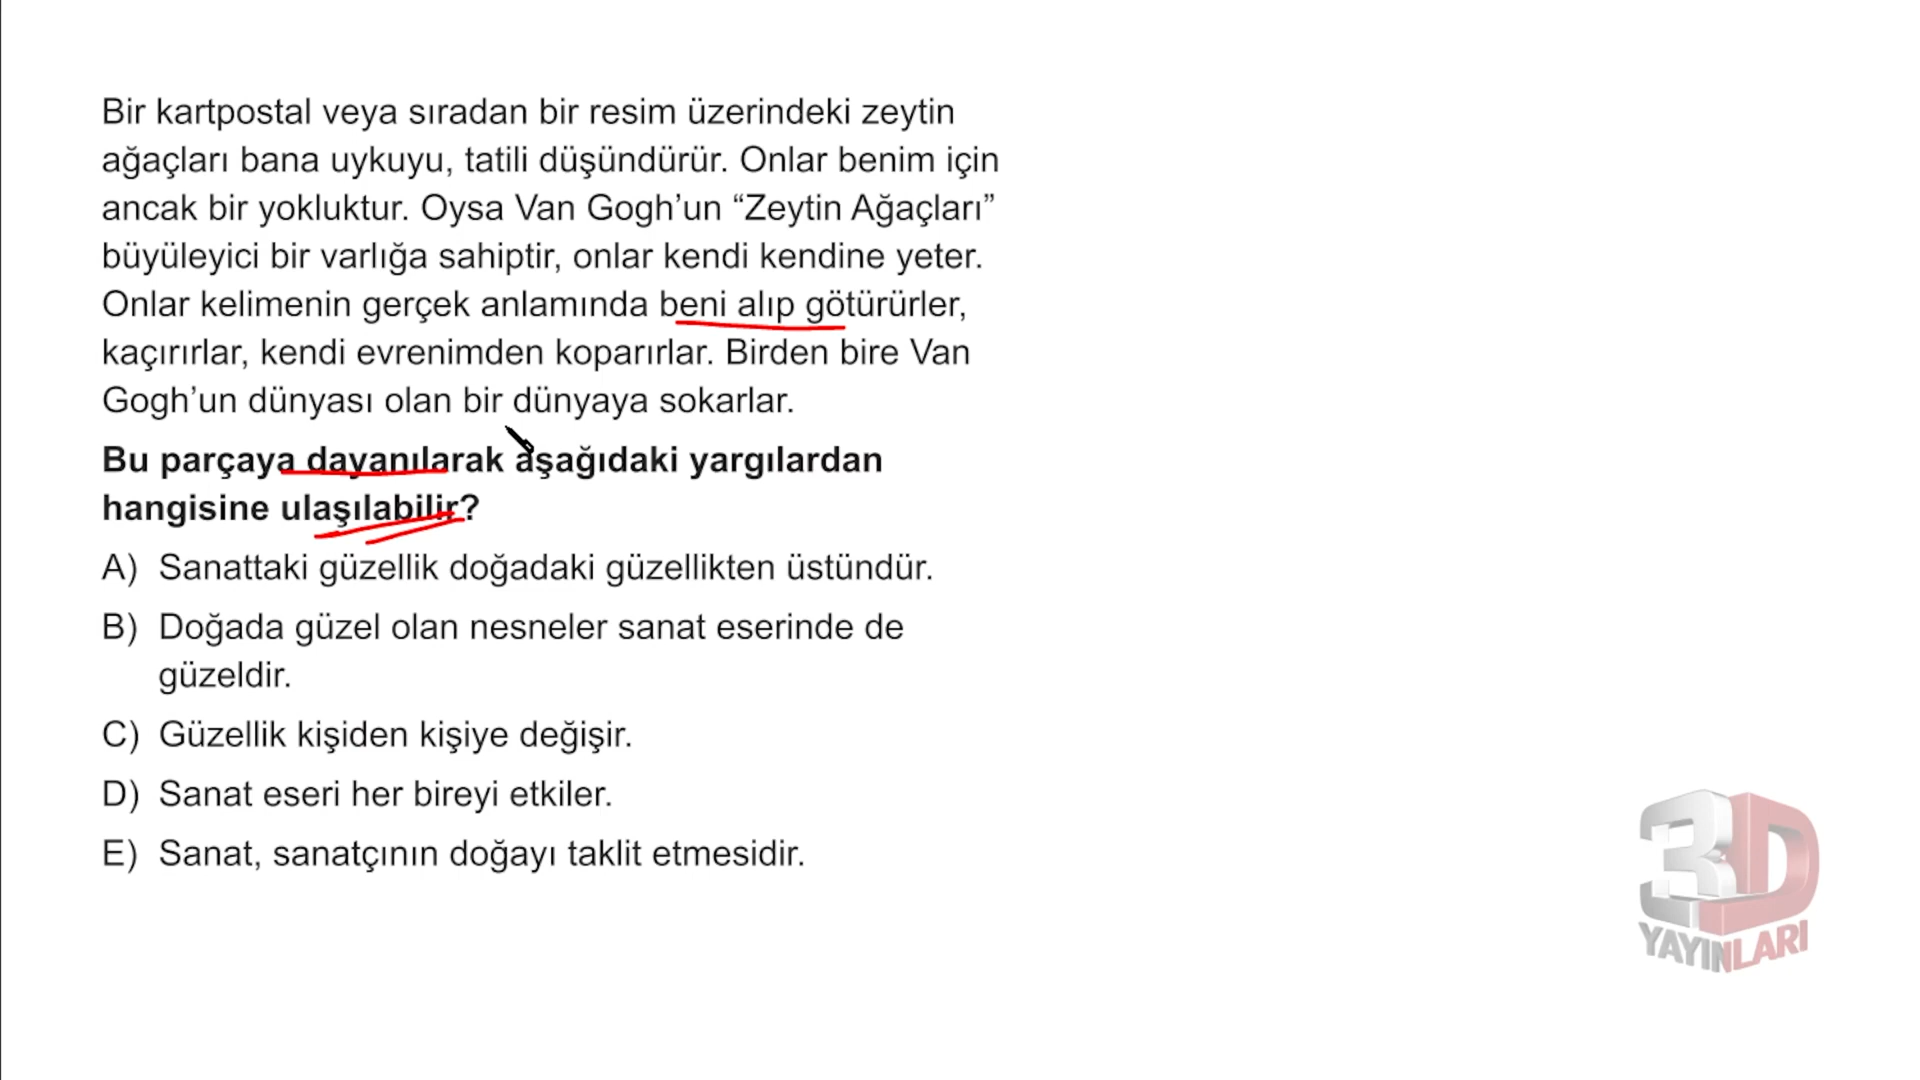 Bir kartpostal veya sıradan bir resim üzerindeki zeytin
ağaçları bana uykuyu, tatili düşündürür. Onlar benim için
ancak bir yokluktur. Oysa Van Gogh’un “Zeytin Ağaçları”
büyüleyici bir varlığa sahiptir, onlar kendi kendine yeter.
Onlar kelimenin gerçek anlamında beni alıp götürürler,
kaçırırlar, kendi evrenimden koparırlar. Birden bire Van
Gogh’un dünyası olan bir dünyaya sokarlar.
Bu parçaya dayanılarak aşağıdaki yargılardan
hangisine ulaşılabilir?
A) Sanattaki güzellik doğadaki güzellikten üstündür.
B) Doğada güzel olan nesneler sanat eserinde de
güzeldir.
C) Güzellik kişiden kişiye değişir.
D) Sanat eseri her bireyi etkiler.
E) Sanat, sanatçının doğayı taklit etmesidir.
3D
YAYINLARI